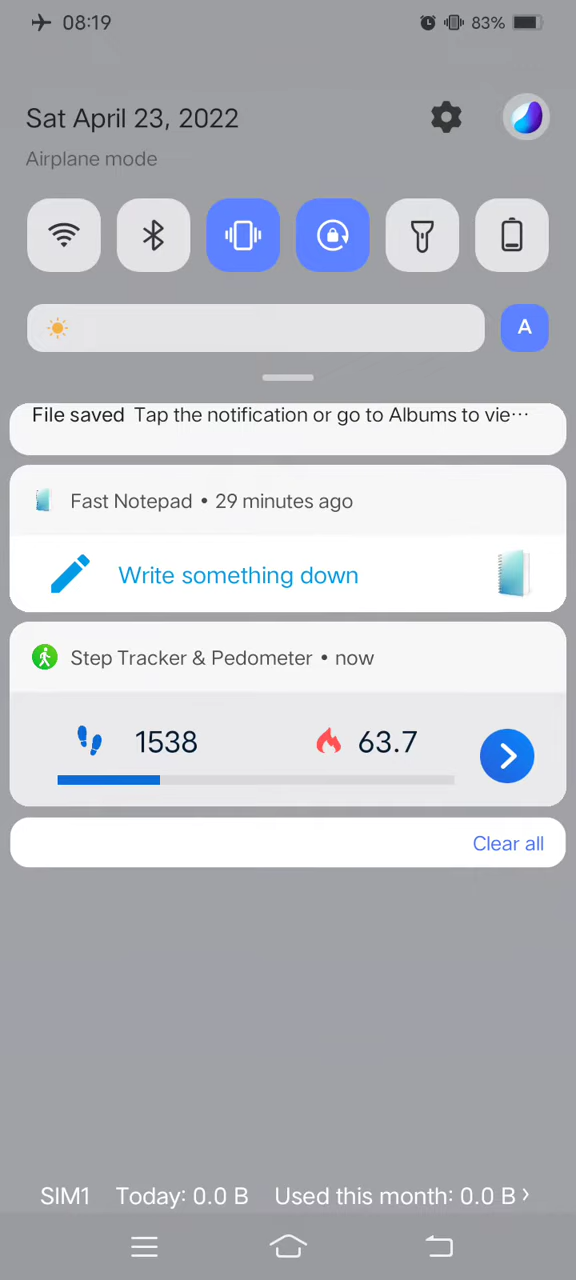 08:19 83%
Sat April 23, 2022
Airplane mode
A
File saved Tap the notification or go to Albums to vie···
Fast Notepad • 29 minutes ago
Write something down
Step Tracker & Pedometer • now
1538 63.7
Clear all
SIM1 Today: 0.0 B Used this month: 0.0 B ›